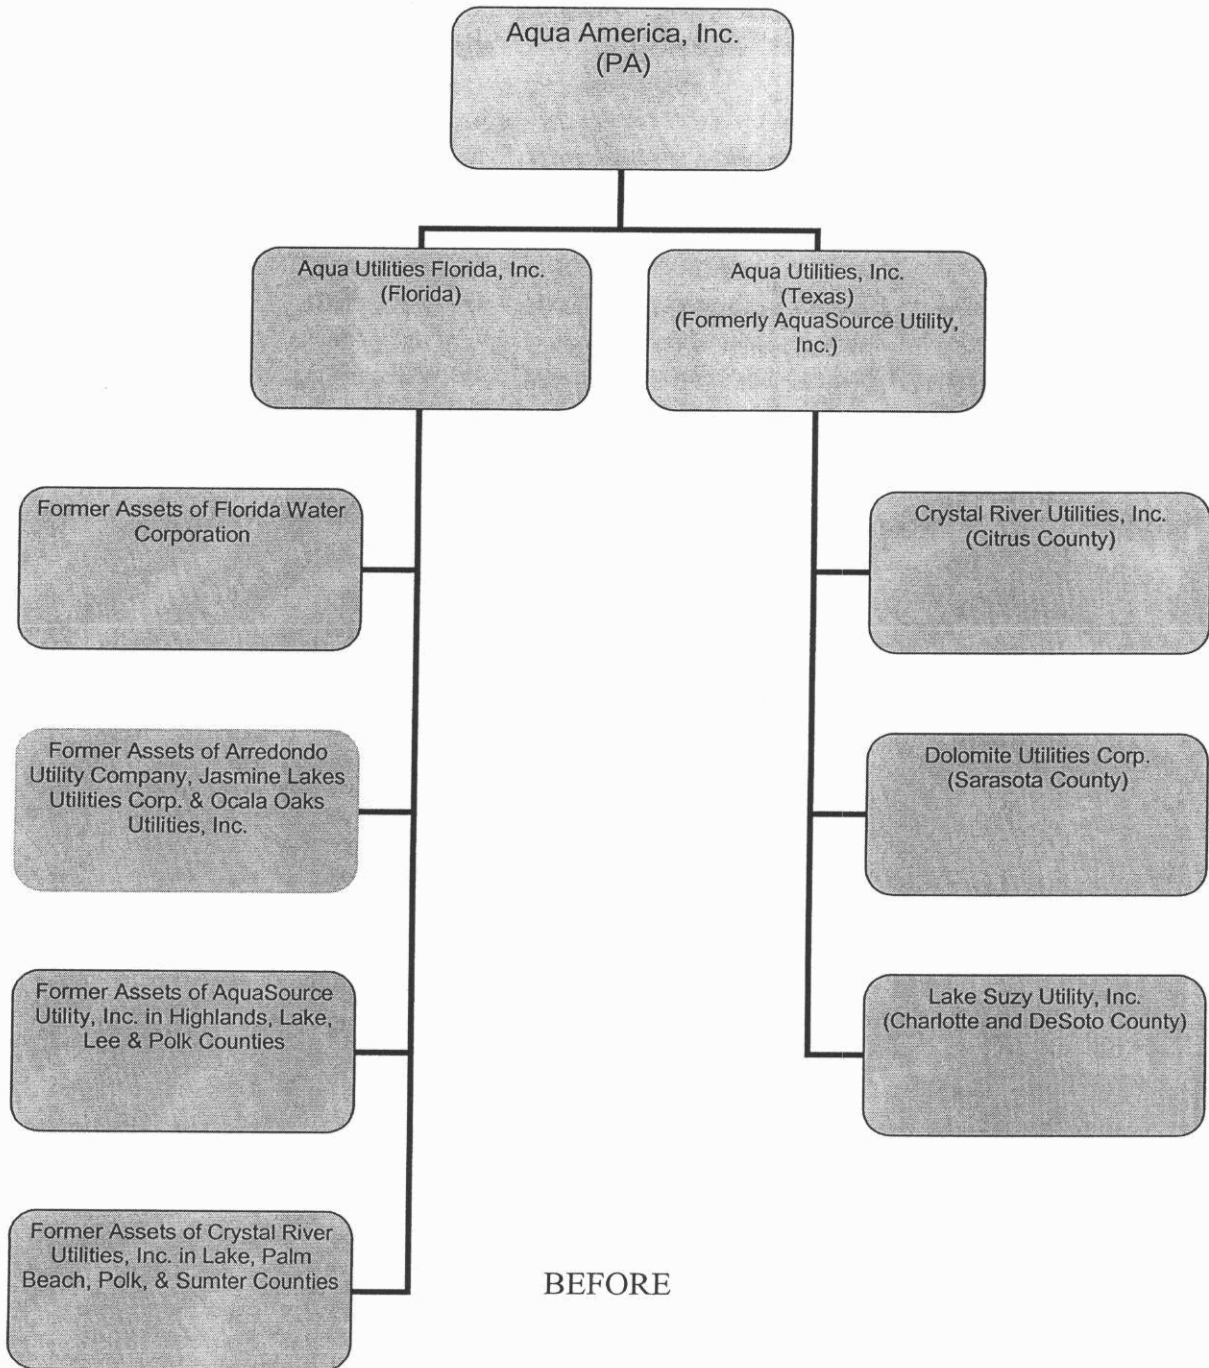 Aqua America, Inc.
(PA)
Aqua Utilities Florida, Inc.
(Florida)
Aqua Utilities, Inc.
(Texas)
(Formerly AquaSource Utility,
Inc.)
Former Assets of Florida Water
Corporation
Crystal River Utilities, Inc.
(Citrus County)
Former Assets of Arredondo
Utility Company, Jasmine Lakes
Utilities Corp. & Ocala Oaks
Utilities, Inc.
Dolomite Utilities Corp.
(Sarasota County)
Former Assets of AquaSource
Utility, Inc. in Highlands, Lake,
Lee & Polk Counties
Lake Suzy Utility, Inc.
(Charlotte and DeSoto County)
Former Assets of Crystal River
Utilities, Inc. in Lake, Palm
Beach, Polk, & Sumter Counties
BEFORE